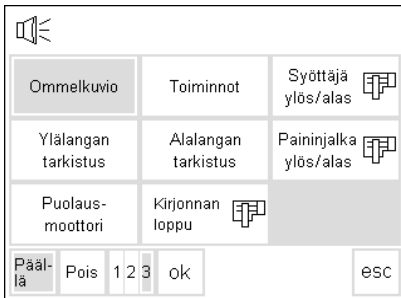 Ommelkuvio
Toiminnot
Syöttäjä
ylös/alas
Ylälangan
tarkistus
Alalangan
tarkistus
Paininjalka
ylös/alas
Puolaus-
moottori
Kirjonnan
loppu
Pääl-
lä
Pois
1 2 3
ok
esc